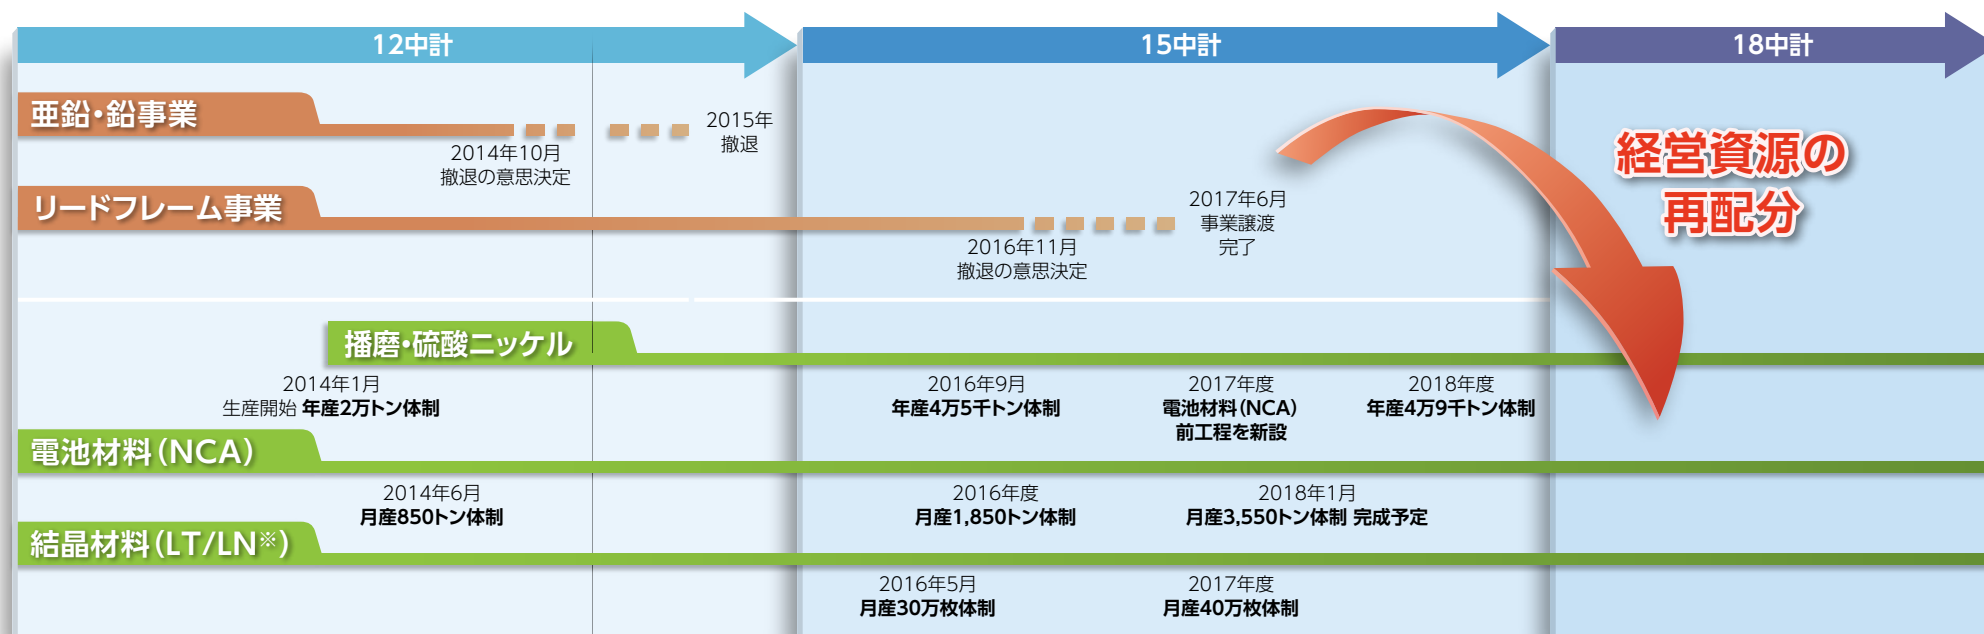 12中計
15中計
18中計
亜鉛・鉛事業
2014年10月
撤退の意思決定
2015年
撤退
リードフレーム事業
2016年11月
撤退の意思決定
2017年6月
事業譲渡
完了
経営資源の
再配分
播磨・硫酸ニッケル
2014年1月
生産開始 年産2万トン体制
2016年9月
年産4万5千トン体制
2017年度
電池材料(NCA)
前工程を新設
2018年度
年産4万9千トン体制
電池材料(NCA)
2014年6月
月産850トン体制
2016年度
月産1,850トン体制
2018年1月
月産3,550トン体制 完成予定
結晶材料(LT/LN※)
2016年5月
月産30万枚体制
2017年度
月産40万枚体制